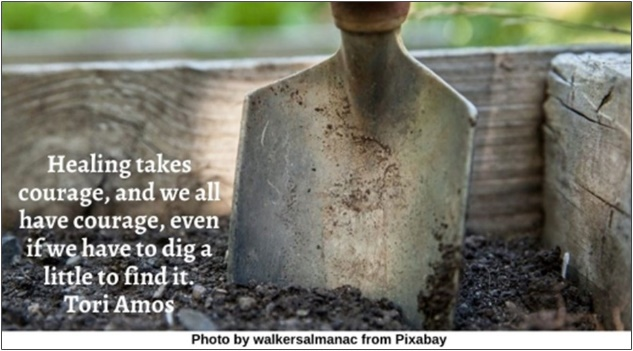 Healing takes
courage, and we all
have courage, even
if we have to dig a
little to find it.
Tori Amos
Photo by walkersalmanac from Pixabay